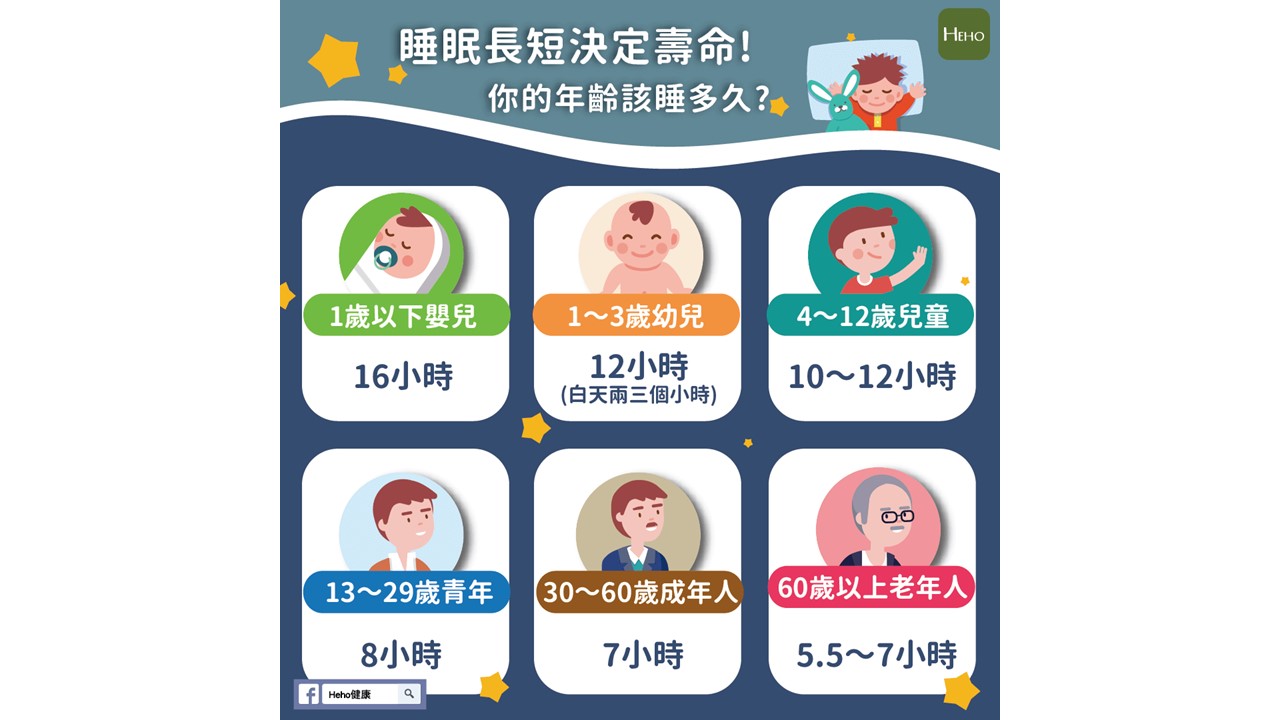 睡眠長短決定壽命!
你的年齡該睡多久?
HEHO
1歲以下嬰兒
16小時
1～3歲幼兒
12小時
(白天兩三個小時)
4～12歲兒童
10～12小時
13～29歲青年
8小時
30～60歲成年人
7小時
60歲以上老年人
5.5～7小時
f
Heho健康